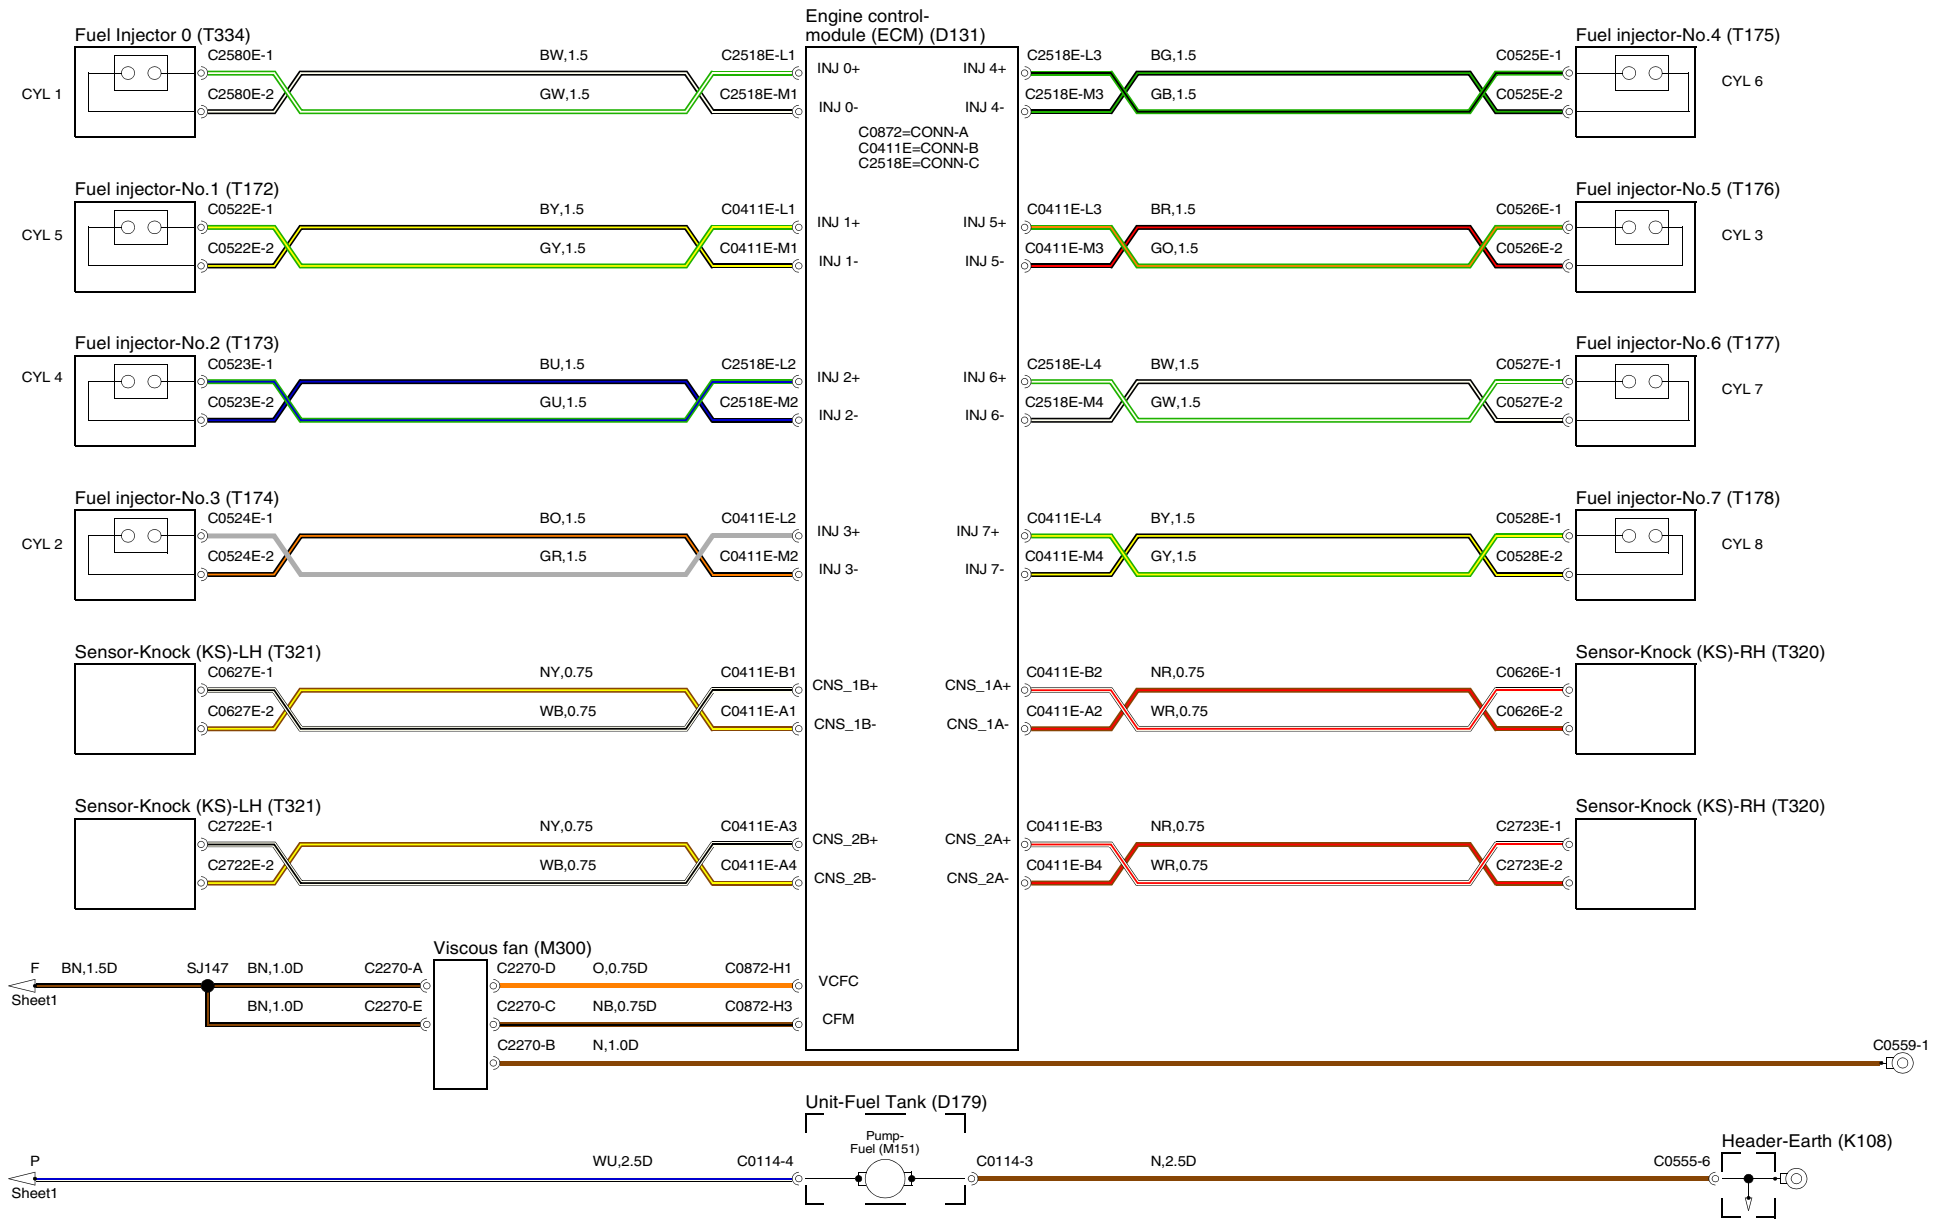 Engine control-
module (ECM) (D131)
Fuel Injector 0 (T334)
CYL 1
C2580E-1
BW,1.5
C2518E-L1
INJ 0+
C2580E-2
GW,1.5
C2518E-M1
INJ 0-
INJ 4+
C2518E-L3
BG,1.5
C0525E-1
INJ 4-
C2518E-M3
GB,1.5
C0525E-2
Fuel injector-No.4 (T175)
CYL 6
C0872=CONN-A
C0411E=CONN-B
C2518E=CONN-C
Fuel injector-No.1 (T172)
CYL 5
C0522E-1
BY,1.5
C0411E-L1
INJ 1+
C0522E-2
GY,1.5
C0411E-M1
INJ 1-
INJ 5+
C0411E-L3
BR,1.5
C0526E-1
INJ 5-
C0411E-M3
GO,1.5
C0526E-2
Fuel injector-No.5 (T176)
CYL 3
Fuel injector-No.2 (T173)
CYL 4
C0523E-1
BU,1.5
C2518E-L2
INJ 2+
C0523E-2
GU,1.5
C2518E-M2
INJ 2-
INJ 6+
C2518E-L4
BW,1.5
C0527E-1
INJ 6-
C2518E-M4
GW,1.5
C0527E-2
Fuel injector-No.6 (T177)
CYL 7
Fuel injector-No.3 (T174)
CYL 2
C0524E-1
BO,1.5
C0411E-L2
INJ 3+
C0524E-2
GR,1.5
C0411E-M2
INJ 3-
INJ 7+
C0411E-L4
BY,1.5
C0528E-1
INJ 7-
C0411E-M4
GY,1.5
C0528E-2
Fuel injector-No.7 (T178)
CYL 8
Sensor-Knock (KS)-LH (T321)
C0627E-1
NY,0.75
C0411E-B1
CNS_1B+
C0627E-2
WB,0.75
C0411E-A1
CNS_1B-
CNS_1A+
C0411E-B2
NR,0.75
C0626E-1
CNS_1A-
C0411E-A2
WR,0.75
C0626E-2
Sensor-Knock (KS)-RH (T320)
Sensor-Knock (KS)-LH (T321)
C2722E-1
NY,0.75
C0411E-A3
CNS_2B+
C2722E-2
WB,0.75
C0411E-A4
CNS_2B-
CNS_2A+
C0411E-B3
NR,0.75
C2723E-1
CNS_2A-
C0411E-B4
WR,0.75
C2723E-2
Sensor-Knock (KS)-RH (T320)
Viscous fan (M300)
F
Sheet1
BN,1.5D
SJ147
BN,1.0D
C2270-A
BN,1.0D
C2270-E
C2270-D
O,0.75D
C0872-H1
VCFC
C2270-C
NB,0.75D
C0872-H3
CFM
C2270-B
N,1.0D
C0559-1
Unit-Fuel Tank (D179)
Pump-
Fuel (M151)
P
Sheet1
WU,2.5D
C0114-4
C0114-3
N,2.5D
C0555-6
Header-Earth (K108)